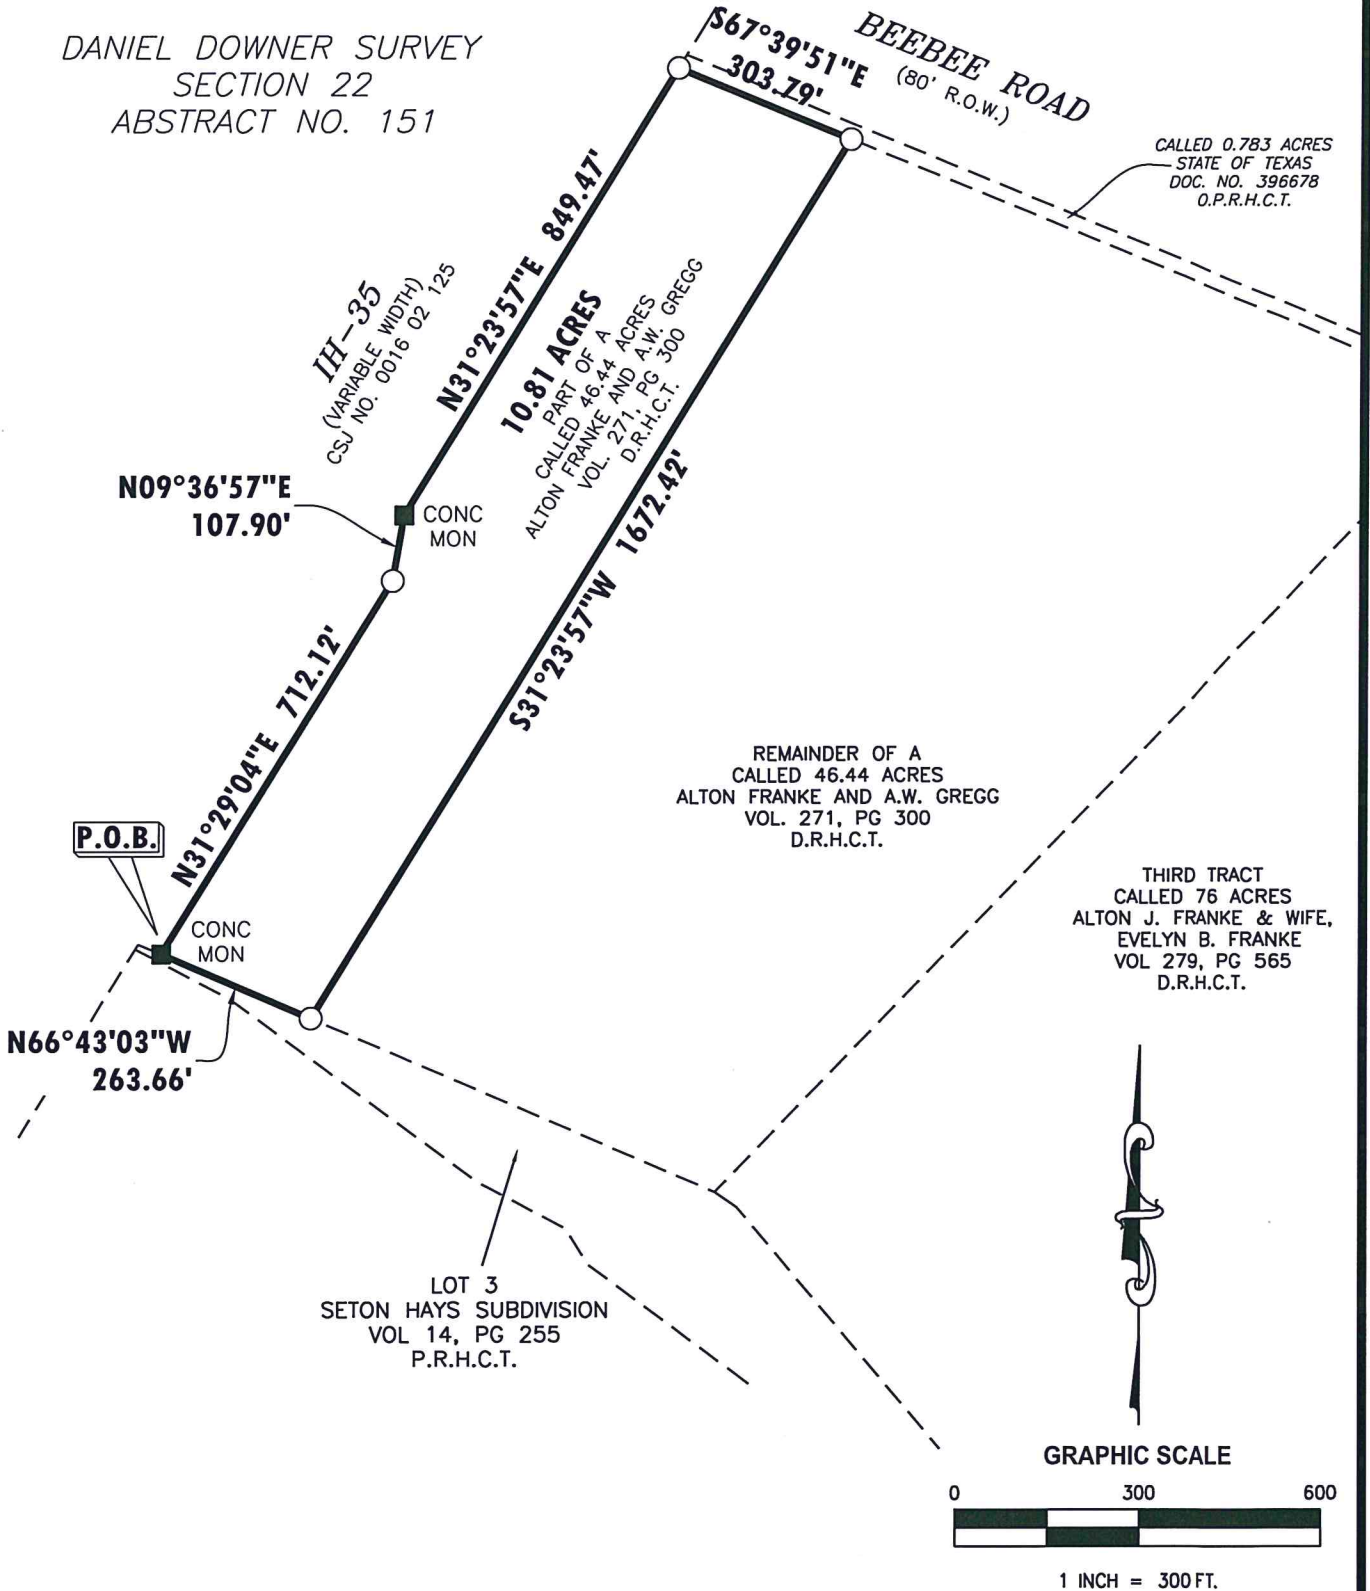 DANIEL DOWNER SURVEY
SECTION 22
ABSTRACT NO. 151
S67°39'51"E
303.79'
BEEBEE ROAD
(80' R.O.W.)
CALLED 0.783 ACRES
STATE OF TEXAS
DOC. NO. 396678
O.P.R.H.C.T.
IH-35
(VARIABLE WIDTH)
CSJ NO. 0016 02 125
N31°23'57"E 849.47'
10.81 ACRES
PART OF A
CALLED 46.44 ACRES
ALTON FRANKE AND A.W. GREGG
VOL. 271, PG 300
D.R.H.C.T.
N09°36'57"E
107.90'
CONC
MON
S31°23'57"W 1672.42'
N31°29'04"E 712.12'
REMAINDER OF A
CALLED 46.44 ACRES
ALTON FRANKE AND A.W. GREGG
VOL. 271, PG 300
D.R.H.C.T.
P.O.B.
CONC
MON
THIRD TRACT
CALLED 76 ACRES
ALTON J. FRANKE & WIFE,
EVELYN B. FRANKE
VOL 279, PG 565
D.R.H.C.T.
N66°43'03"W
263.66'
LOT 3
SETON HAYS SUBDIVISION
VOL 14, PG 255
P.R.H.C.T.
GRAPHIC SCALE
0 300 600
1 INCH = 300 FT.